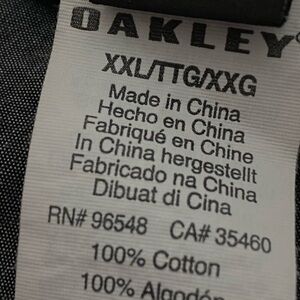 OAKLEY
XXL/TTG/XXG
Made in China
Hecho en China
Fabriqué en Chine
In China hergestellt
Fabricado na China
Dibuat di Cina
RN# 96548 CA# 35460
100% Cotton
100% Algodón